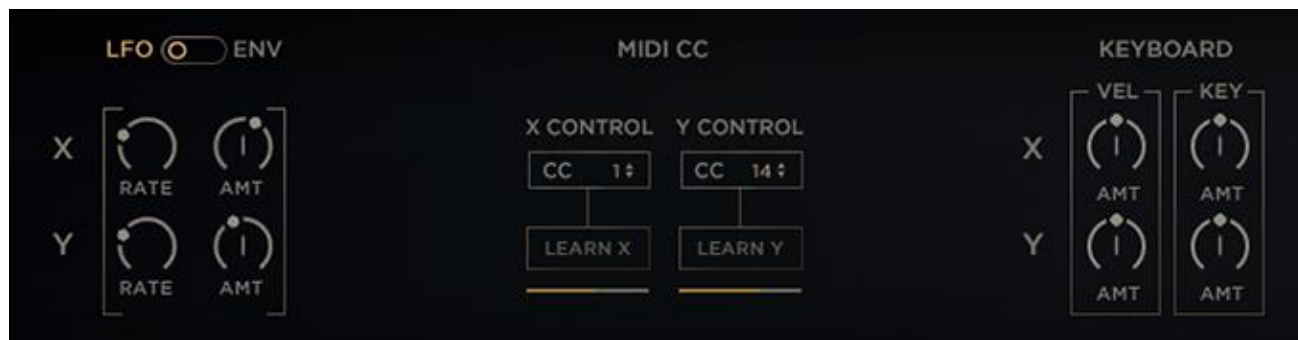 LFO ENV
MIDI CC
KEYBOARD
X
RATE AMT
Y
RATE AMT
X CONTROL Y CONTROL
CC 1 CC 14
LEARN X LEARN Y
VEL KEY
X
AMT AMT
Y
AMT AMT